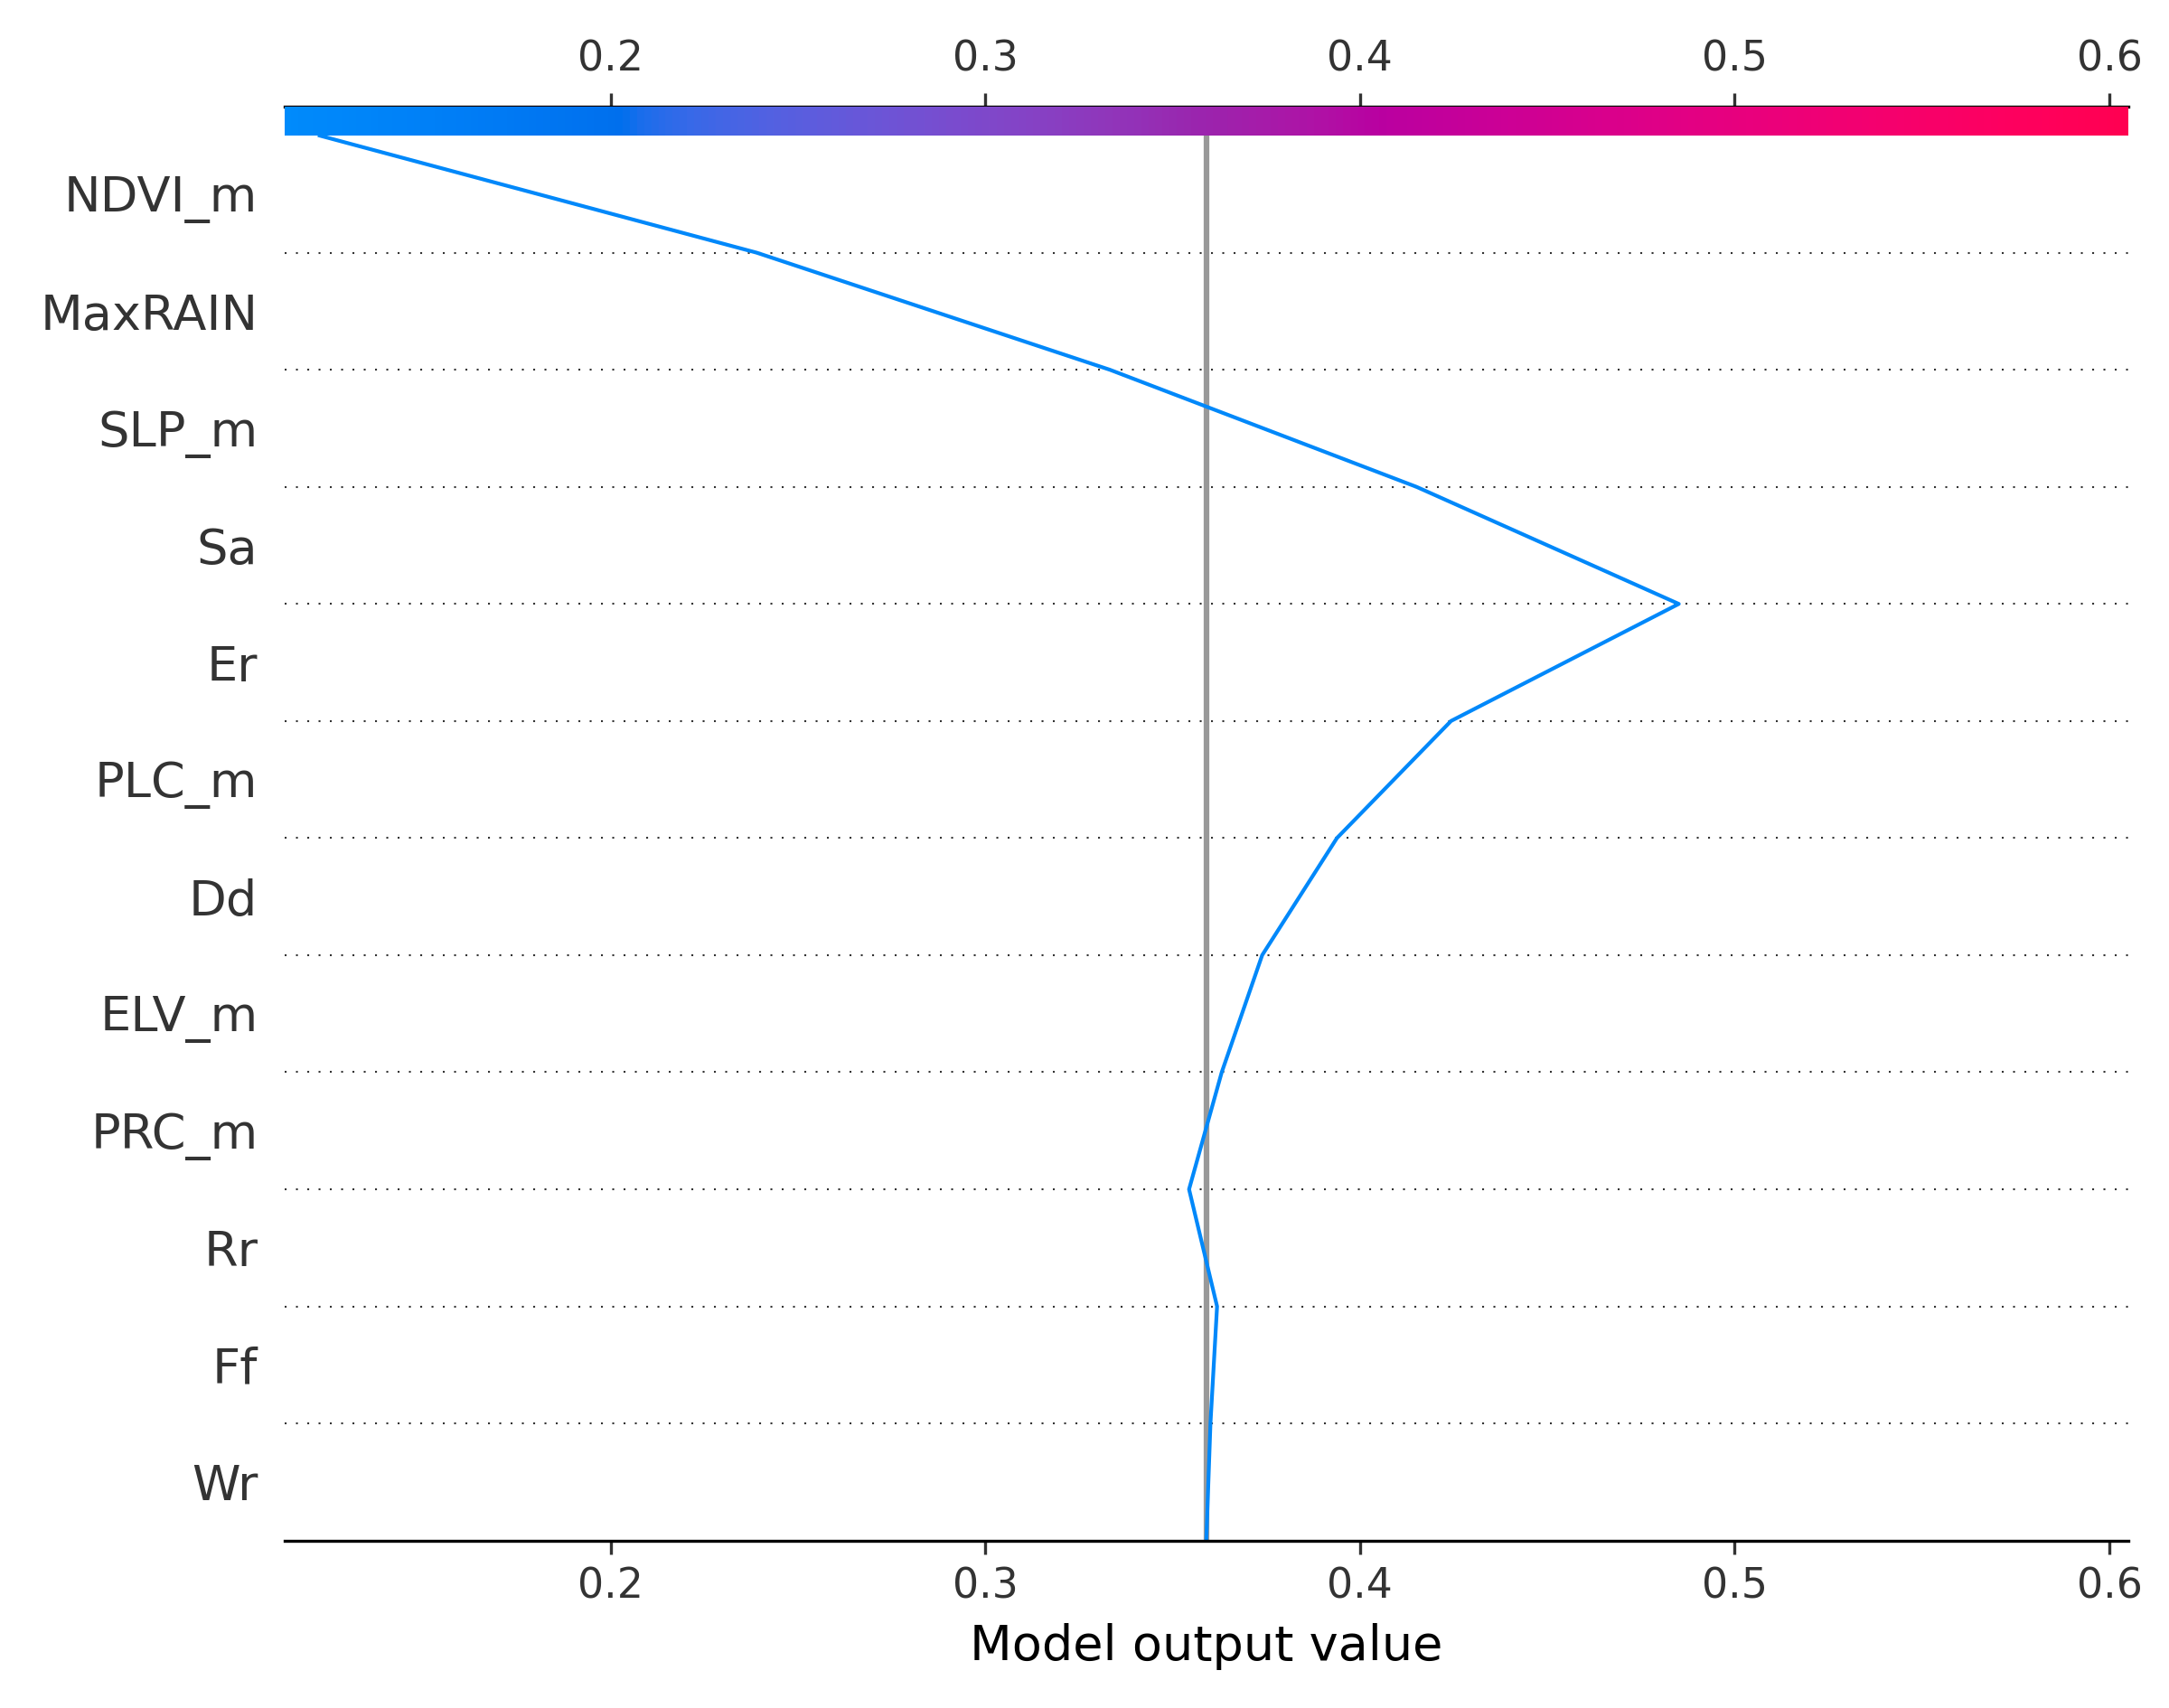 0.2 0.3 0.4 0.5 0.6
NDVI_m
MaxRAIN
SLP_m
Sa
Er
PLC_m
Dd
ELV_m
PRC_m
Rr
Ff
Wr
0.2 0.3 0.4 0.5 0.6
Model output value